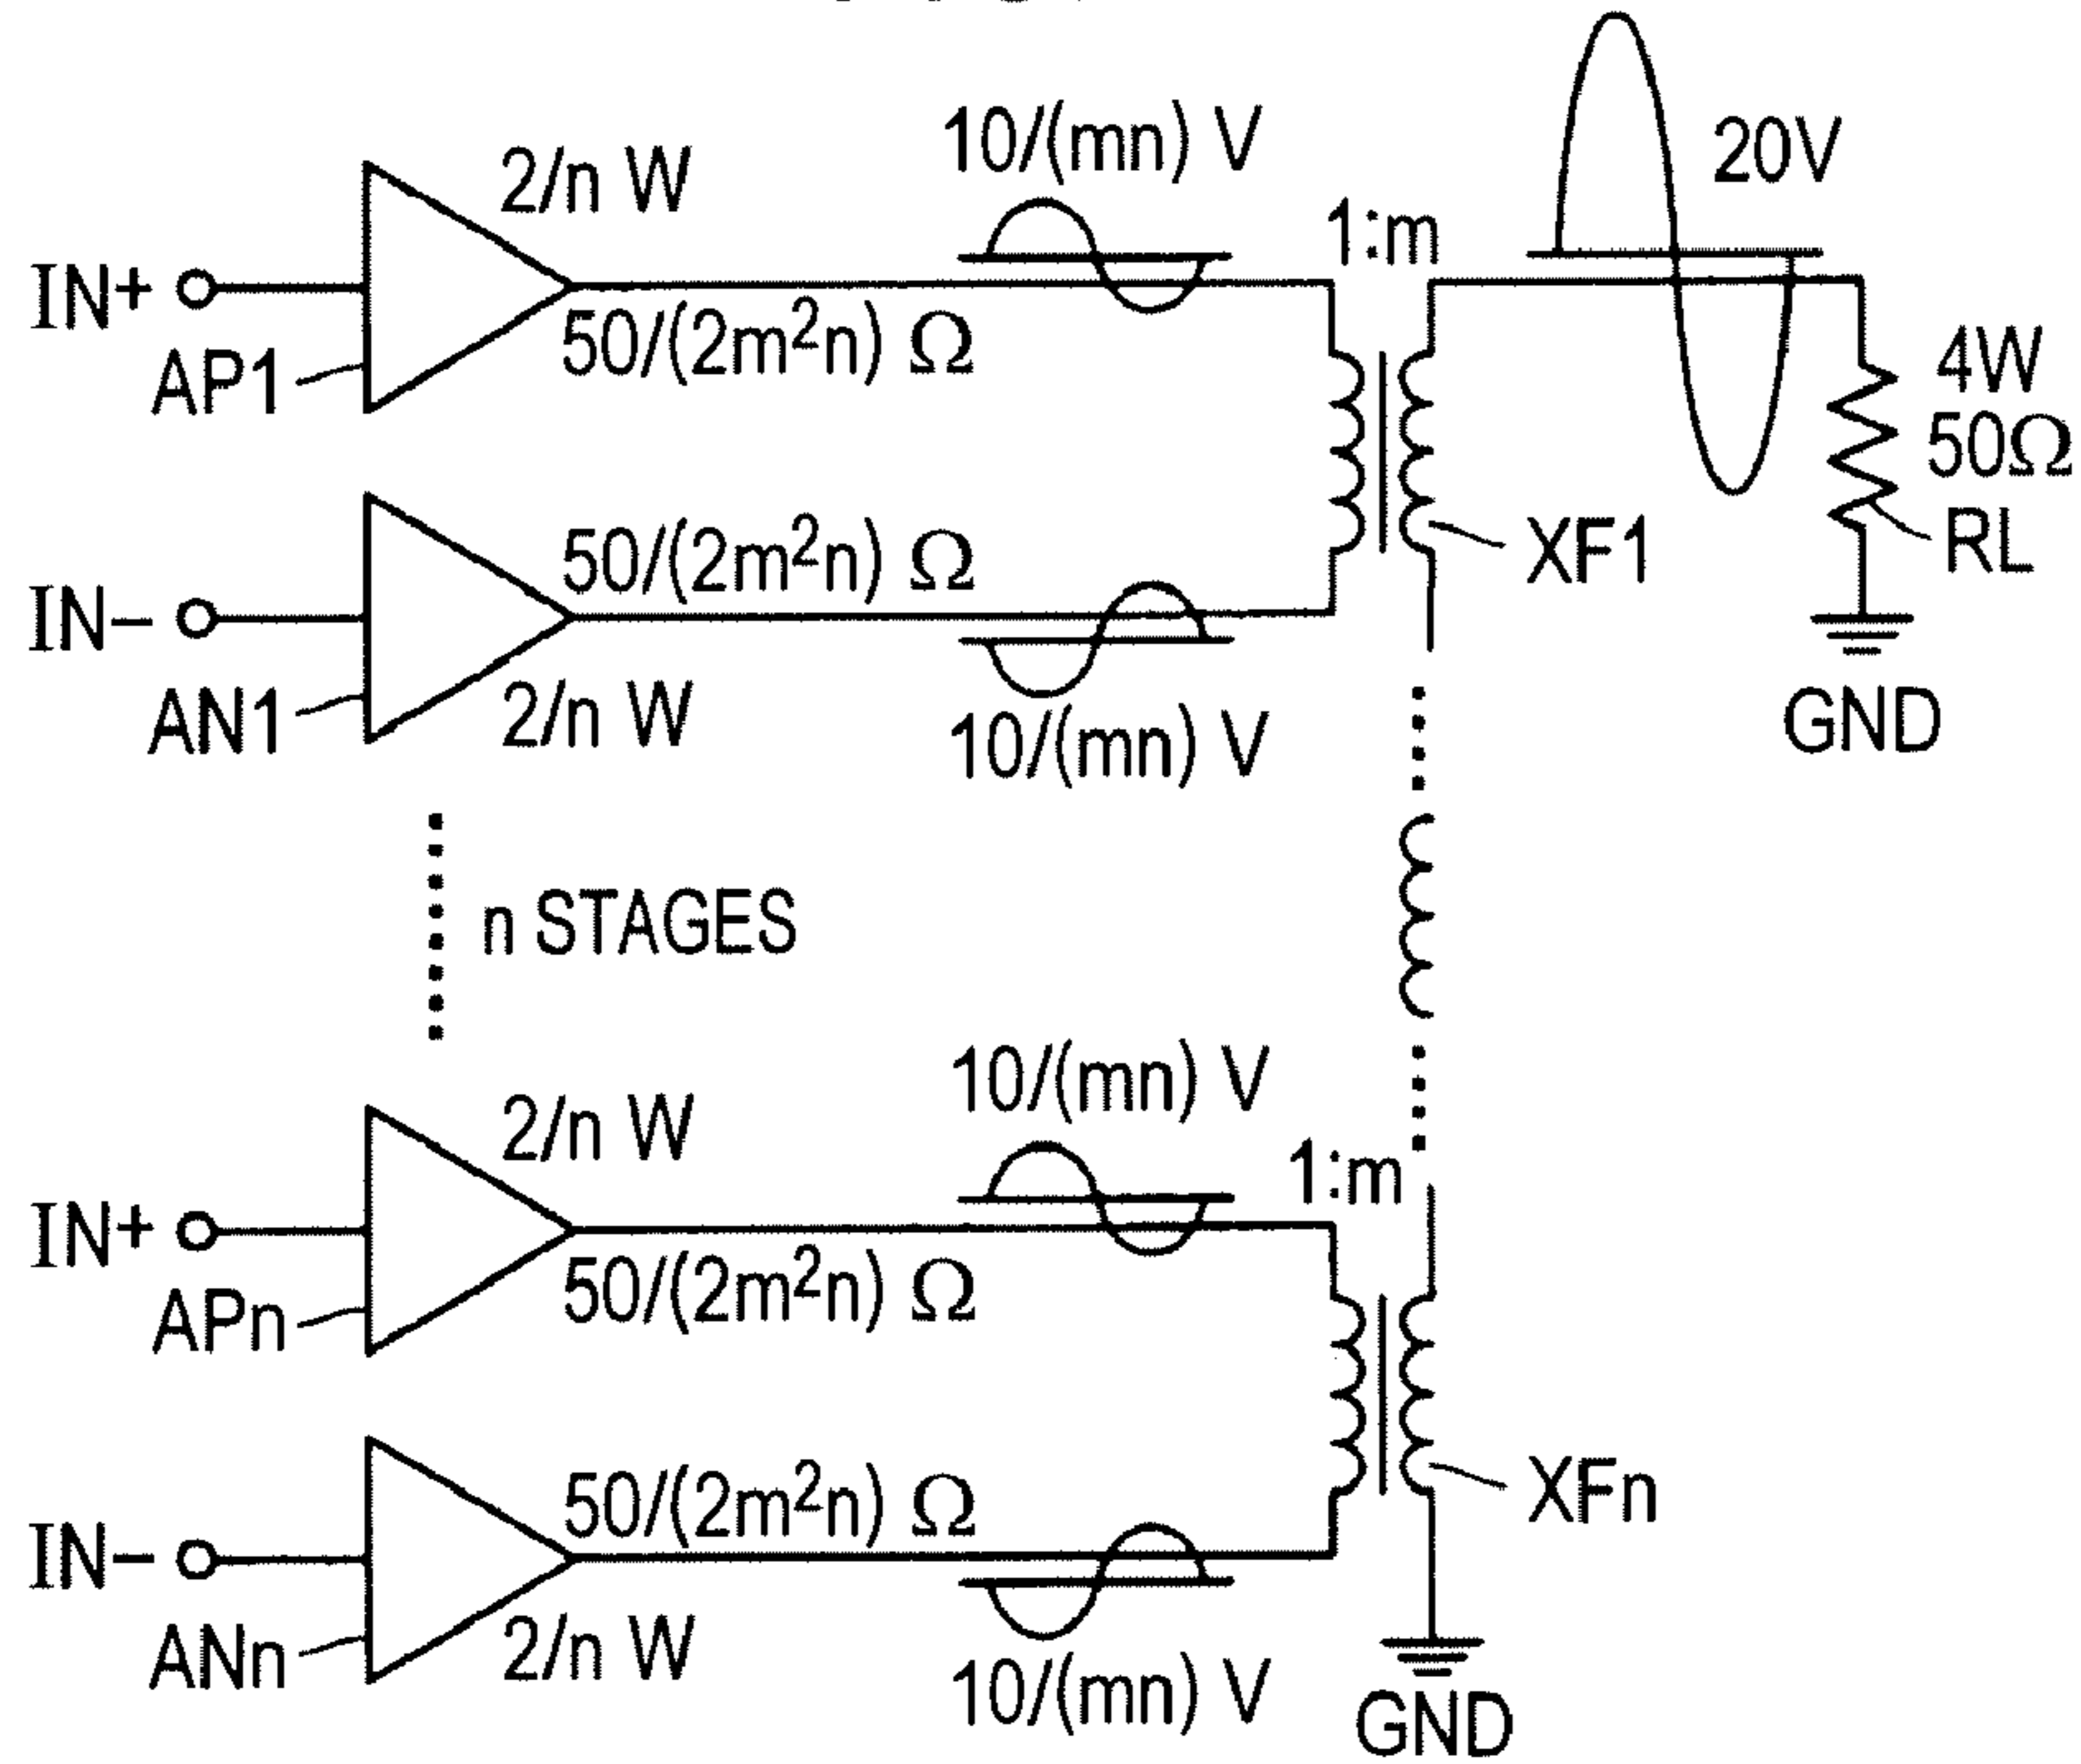 10/(mn) V
20V
2/n W
1:m
IN+
50/(2m²n) Ω
AP1
4W
50Ω
RL
50/(2m²n) Ω
XF1
IN−
AN1
2/n W
10/(mn) V
GND
n STAGES
10/(mn) V
2/n W
1:m
IN+
50/(2m²n) Ω
APn
50/(2m²n) Ω
XFn
IN−
ANn
2/n W
10/(mn) V
GND